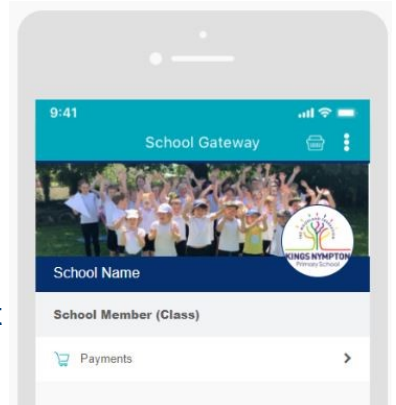 9:41
School Gateway
KINGS NYMPTON
Primary School
School Name
School Member (Class)
Payments